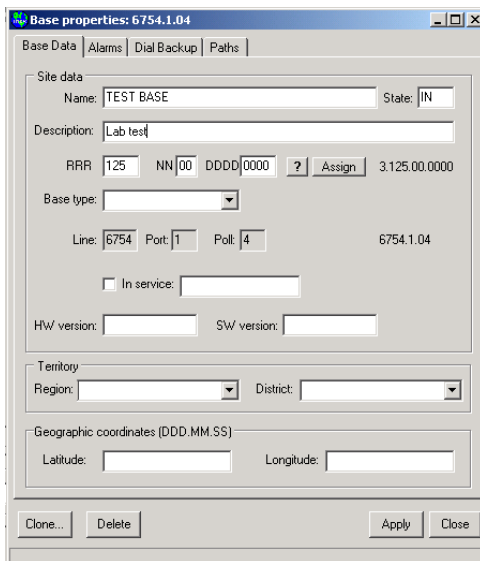 Base properties: 6754.1.04
Base Data Alarms Dial Backup Paths
Site data
Name: TEST BASE State: IN
Description: Lab test
RRR 125 NN 00 DDDD 0000 ? Assign 3.125.00.0000
Base type:
Line: 6754 Port: 1 Poll: 4 6754.1.04
In service:
HW version: SW version:
Territory
Region: District:
Geographic coordinates (DDD.MM.SS)
Latitude: Longitude:
Clone... Delete Apply Close